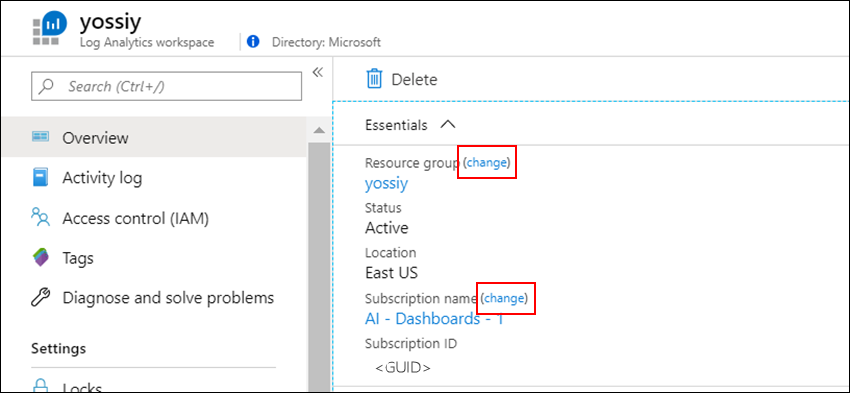 yossiy
Log Analytics workspace
Directory: Microsoft
Search (Ctrl+/)
Overview
Activity log
Access control (IAM)
Tags
Diagnose and solve problems
Settings
Locks
Delete
Essentials
Resource group (change)
yossiy
Status
Active
Location
East US
Subscription name (change)
AI - Dashboards - 1
Subscription ID
<GUID>